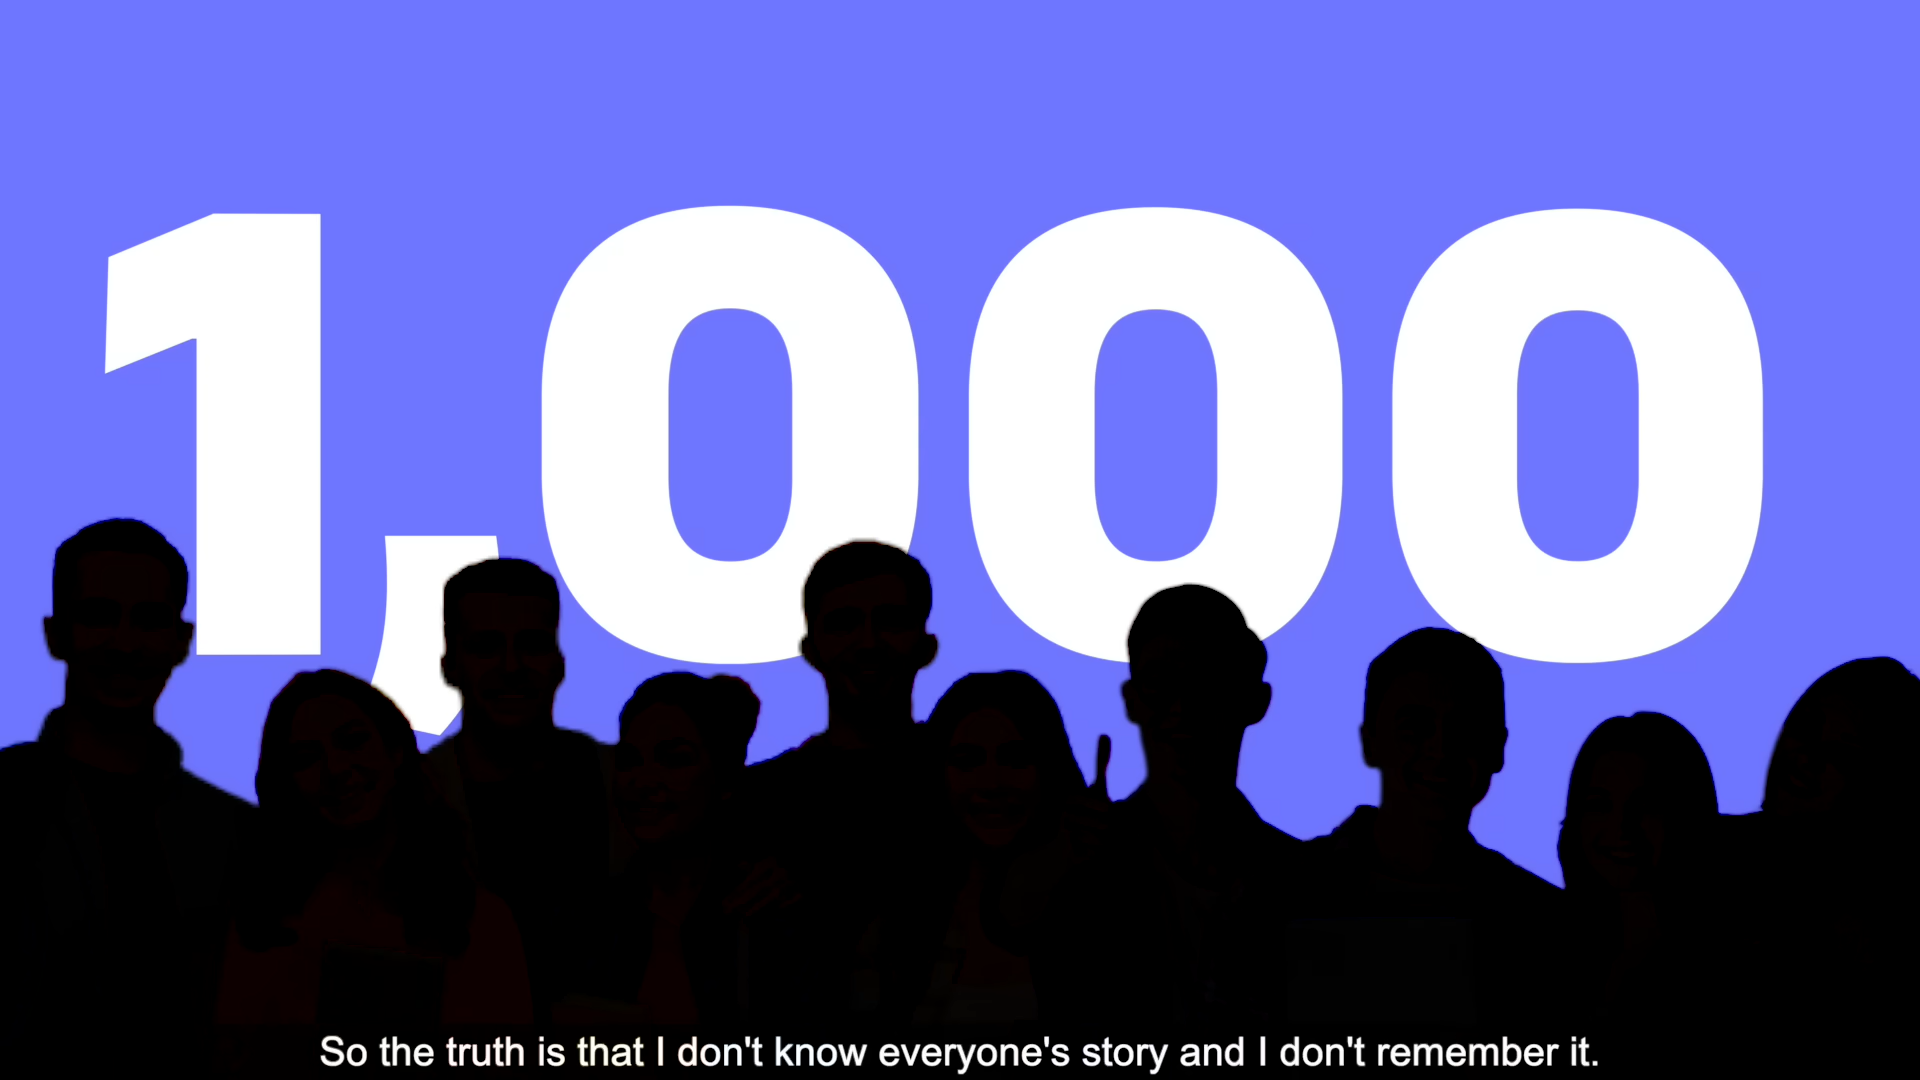 1,000
So the truth is that I don't know everyone's story and I don't remember it.